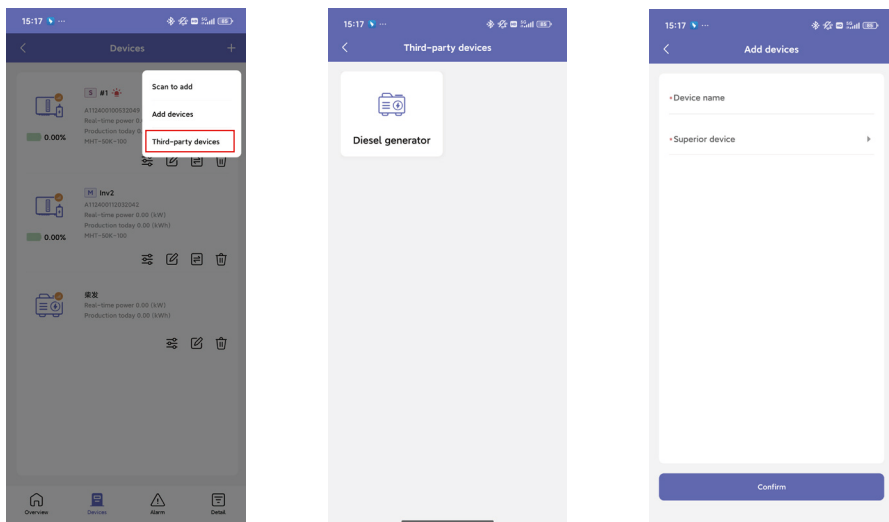 15:17
Devices
Scan to add
Add devices
Third-party devices
S #1
A112400100632049
Real-time power 0
Production today 0
MHT-50K-100
0.00%
M Inv2
A112400112032042
Real-time power 0.00 (kW)
Production today 0.00 (kWh)
MHT-50K-100
0.00%
柴发
Real-time power 0.00 (kW)
Production today 0.00 (kWh)
Overview
Devices
Alarm
Detail
15:17
Third-party devices
Diesel generator
15:17
Add devices
*Device name
*Superior device
Confirm